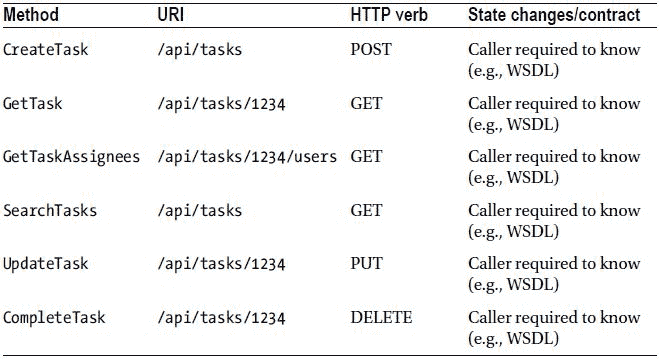 Method URI HTTP verb State changes/contract
CreateTask /api/tasks POST Caller required to know
(e.g., WSDL)
GetTask /api/tasks/1234 GET Caller required to know
(e.g., WSDL)
GetTaskAssignees /api/tasks/1234/users GET Caller required to know
(e.g., WSDL)
SearchTasks /api/tasks GET Caller required to know
(e.g., WSDL)
UpdateTask /api/tasks/1234 PUT Caller required to know
(e.g., WSDL)
CompleteTask /api/tasks/1234 DELETE Caller required to know
(e.g., WSDL)